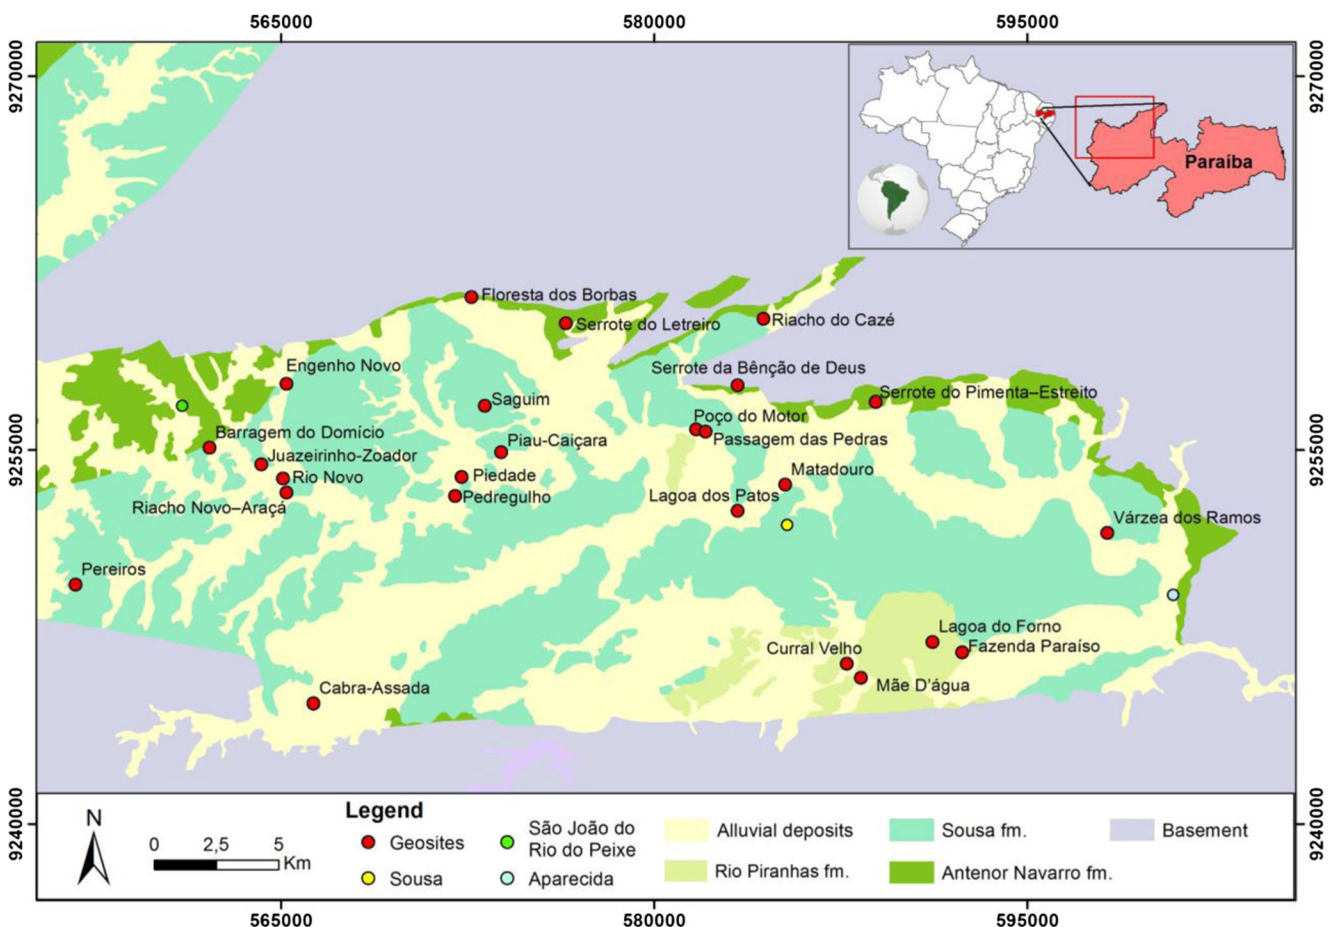 565000
580000
595000
9270000
9270000
Paraíba
Floresta dos Borbas
Serrote do Letreiro
Riacho do Cazé
Engenho Novo
Serrote da Bênção de Deus
Saguim
Serrote do Pimenta–Estreito
Poço do Motor
Barragem do Domício
Piau-Caiçara
Passagem das Pedras
9255000
9255000
Juazeirinho-Zoador
Matadouro
Rio Novo
Piedade
Pedregulho
Lagoa dos Patos
Riacho Novo–Araçá
Várzea dos Ramos
Pereiros
Lagoa do Forno
Curral Velho
Fazenda Paraíso
Mãe D'água
Cabra-Assada
9240000
9240000
N
0 2,5 5
Km
Legend
Geosites
Sousa
São João do
Rio do Peixe
Aparecida
Alluvial deposits
Rio Piranhas fm.
Sousa fm.
Antenor Navarro fm.
Basement
565000
580000
595000